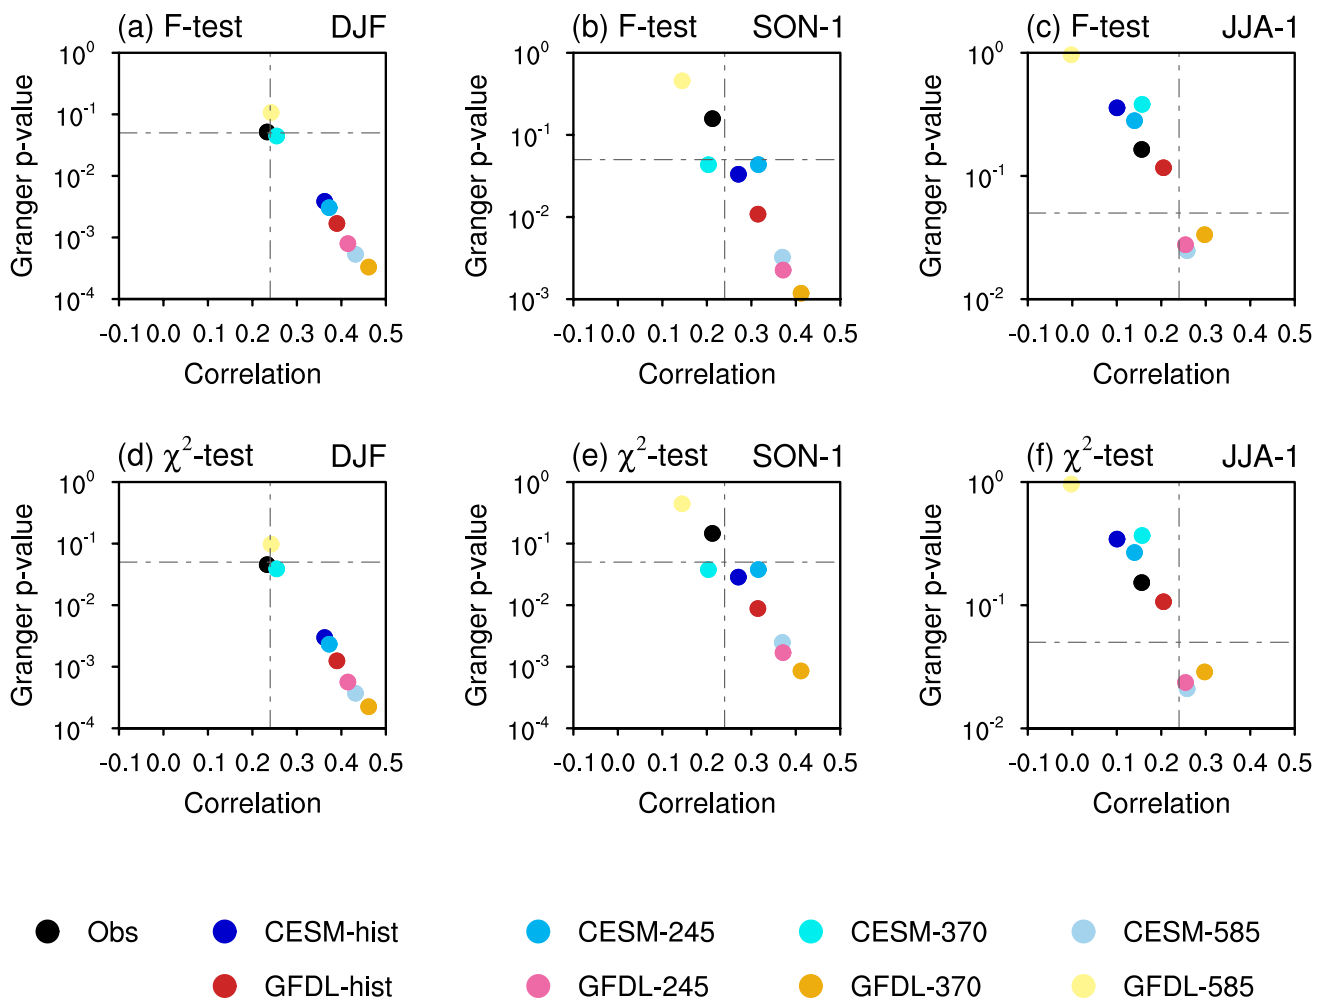 (a) F-test DJF
10^0
10^-1
10^-2
10^-3
10^-4
Granger p-value
-0.1 0.0 0.1 0.2 0.3 0.4 0.5
Correlation
(b) F-test SON-1
10^0
10^-1
10^-2
10^-3
Granger p-value
-0.1 0.0 0.1 0.2 0.3 0.4 0.5
Correlation
(c) F-test JJA-1
10^0
10^-1
10^-2
Granger p-value
-0.1 0.0 0.1 0.2 0.3 0.4 0.5
Correlation
(d) χ²-test DJF
10^0
10^-1
10^-2
10^-3
10^-4
Granger p-value
-0.1 0.0 0.1 0.2 0.3 0.4 0.5
Correlation
(e) χ²-test SON-1
10^0
10^-1
10^-2
10^-3
10^-4
Granger p-value
-0.1 0.0 0.1 0.2 0.3 0.4 0.5
Correlation
(f) χ²-test JJA-1
10^0
10^-1
10^-2
Granger p-value
-0.1 0.0 0.1 0.2 0.3 0.4 0.5
Correlation
Obs CESM-hist CESM-245 CESM-370 CESM-585
GFDL-hist GFDL-245 GFDL-370 GFDL-585